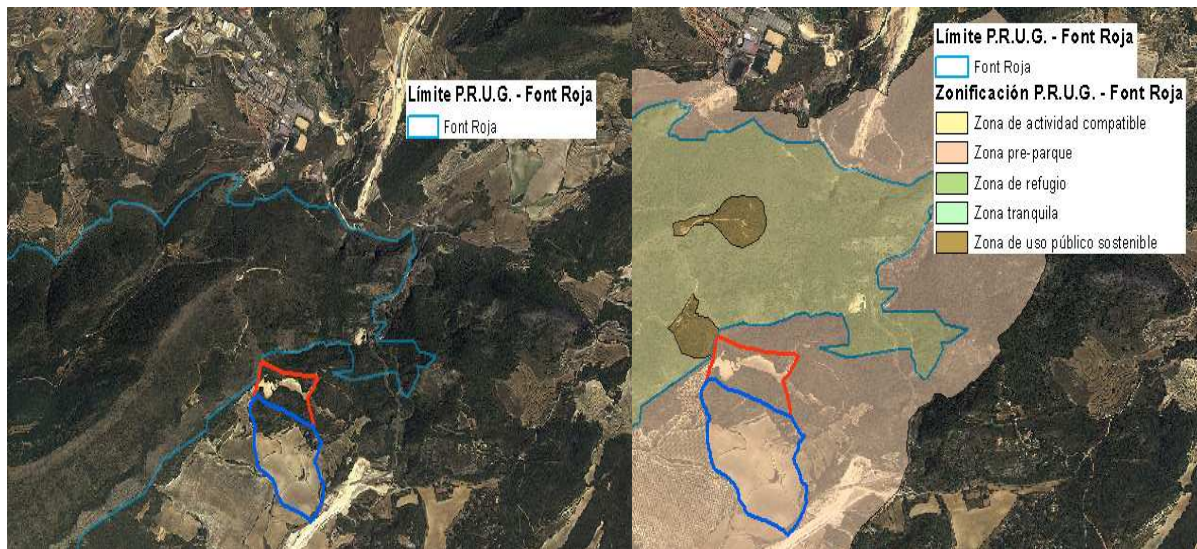 Límite P.R.U.G. - Font Roja
Font Roja
Límite P.R.U.G. - Font Roja
Font Roja
Zonificación P.R.U.G. - Font Roja
Zona de actividad compatible
Zona pre-parque
Zona de refugio
Zona tranquila
Zona de uso público sostenible